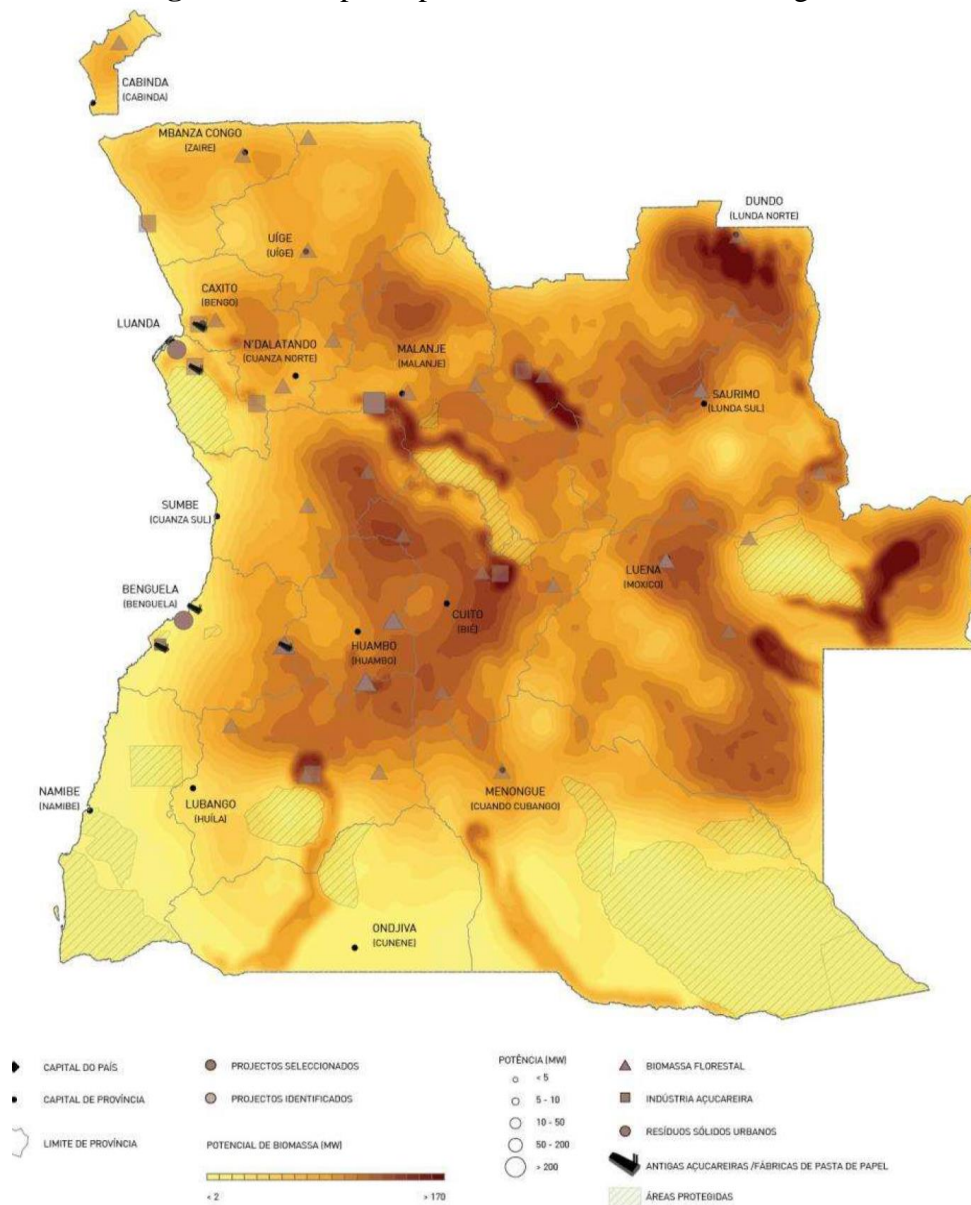 CABINDA
(CABINDA)
MBANZA CONGO
(ZAIRE)
DUNDO
(LUNDA NORTE)
UÍGE
(UÍGE)
CAXITO
(BENGO)
LUANDA
N'DALATANDO
(CUANZA NORTE)
MALANJE
(MALANJE)
SAURIMO
(LUNDA SUL)
SUMBE
(CUANZA SUL)
BENGUELA
(BENGUELA)
LUENA
(MOXICO)
CUITO
(BIÉ)
HUAMBO
(HUAMBO)
NAMIBE
(NAMIBE)
LUBANGO
(HUÍLA)
MENONGUE
(CUANDO CUBANGO)
ONDJIVA
(CUNENE)
CAPITAL DO PAÍS
CAPITAL DE PROVÍNCIA
LIMITE DE PROVÍNCIA
PROJECTOS SELECCIONADOS
PROJECTOS IDENTIFICADOS
POTENCIAL DE BIOMASSA (MW)
< 2 > 170
POTÊNCIA (MW)
< 5
5 - 10
10 - 50
50 - 200
> 200
BIOMASSA FLORESTAL
INDÚSTRIA AÇUCAREIRA
RESÍDUOS SÓLIDOS URBANOS
ANTIGAS AÇUCAREIRAS /FÁBRICAS DE PASTA DE PAPEL
ÁREAS PROTEGIDAS